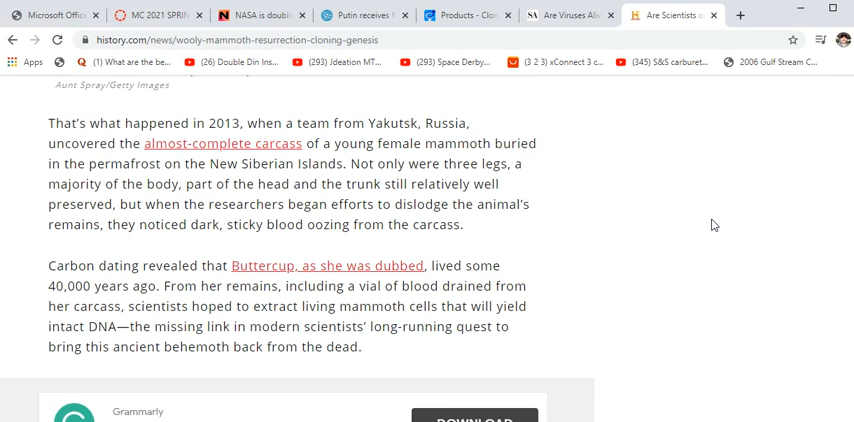 Microsoft Office
MC 2021 SPRIN
NASA is doubli
Putin receives f
Products - Clon
SA Are Viruses Aliv
Are Scientists o
history.com/news/wooly-mammoth-resurrection-cloning-genesis
Apps
(1) What are the be...
(26) Double Din Ins...
(293) Jdeation MT...
(293) Space Derby...
(3 2 3) xConnect 3 c...
(345) S&S carburet...
2006 Gulf Stream C...
Aunt Spray/Getty Images
That's what happened in 2013, when a team from Yakutsk, Russia,
uncovered the almost-complete carcass of a young female mammoth buried
in the permafrost on the New Siberian Islands. Not only were three legs, a
majority of the body, part of the head and the trunk still relatively well
preserved, but when the researchers began efforts to dislodge the animal's
remains, they noticed dark, sticky blood oozing from the carcass.
Carbon dating revealed that Buttercup, as she was dubbed, lived some
40,000 years ago. From her remains, including a vial of blood drained from
her carcass, scientists hoped to extract living mammoth cells that will yield
intact DNA—the missing link in modern scientists' long-running quest to
bring this ancient behemoth back from the dead.
Grammarly
DOWNLOAD